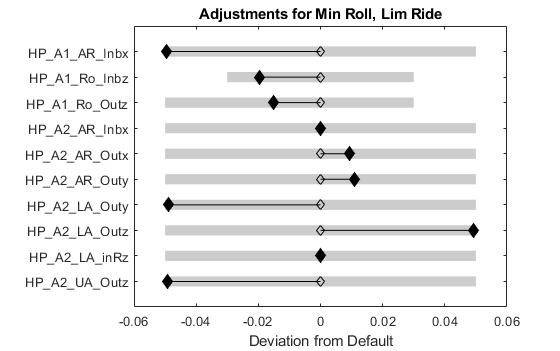 Adjustments for Min Roll, Lim Ride
HP_A1_AR_Inbx
HP_A1_Ro_Inbz
HP_A1_Ro_Outz
HP_A2_AR_Inbx
HP_A2_AR_Outx
HP_A2_AR_Outy
HP_A2_LA_Outy
HP_A2_LA_Outz
HP_A2_LA_inRz
HP_A2_UA_Outz
-0.06 -0.04 -0.02 0 0.02 0.04 0.06
Deviation from Default